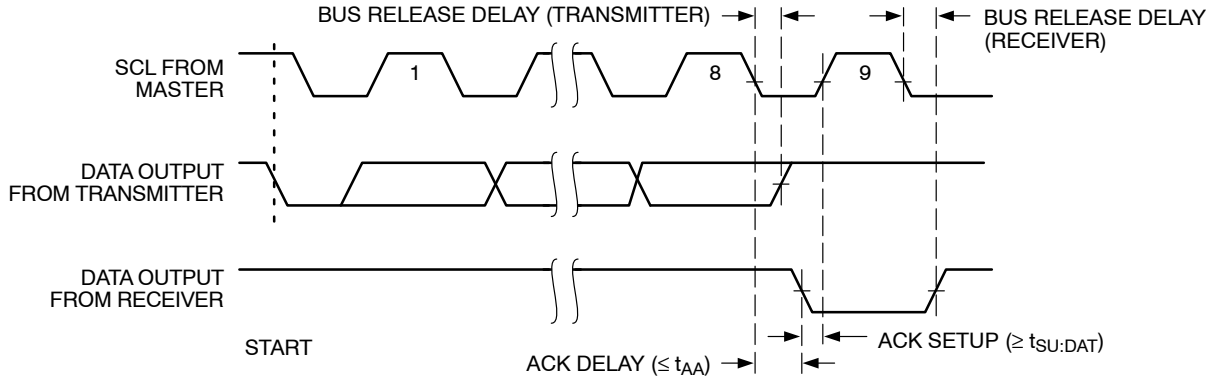 BUS RELEASE DELAY (TRANSMITTER)
BUS RELEASE DELAY
(RECEIVER)
SCL FROM
MASTER
1
8
9
DATA OUTPUT
FROM TRANSMITTER
DATA OUTPUT
FROM RECEIVER
START
ACK SETUP (≥ tSU:DAT)
ACK DELAY (≤ tAA)